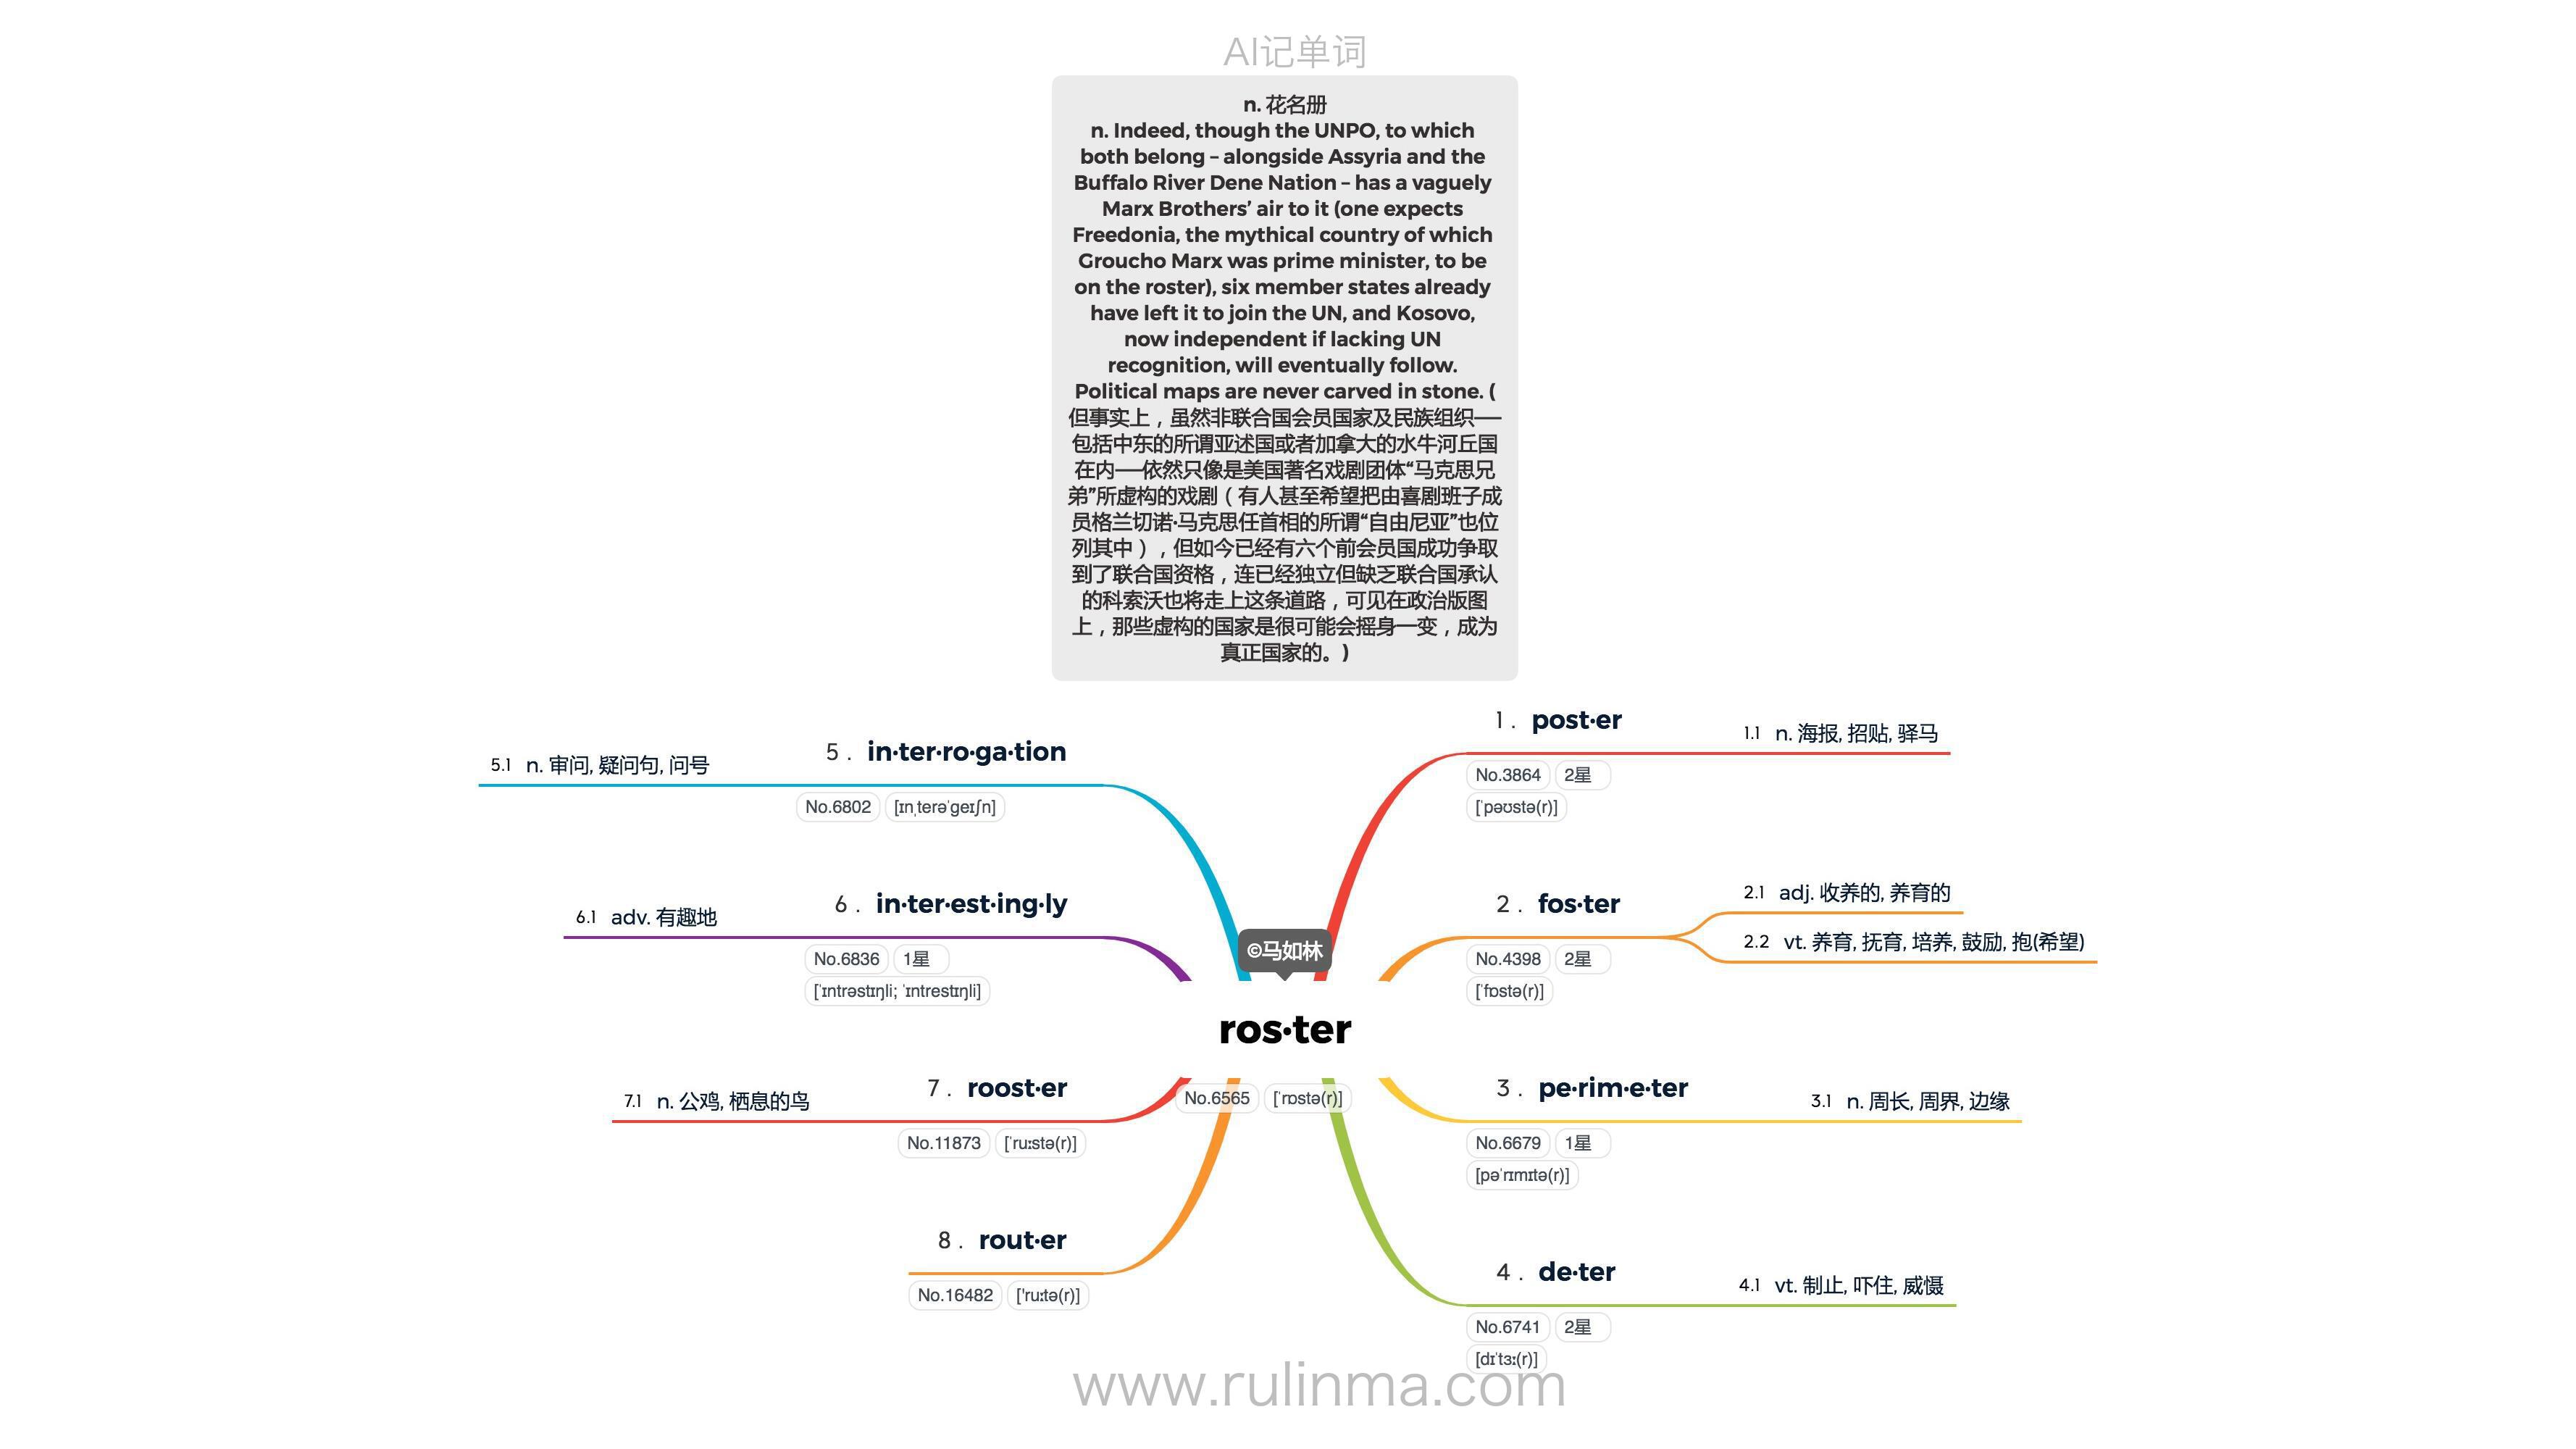 AI记单词
n. 花名册
n. Indeed, though the UNPO, to which
both belong – alongside Assyria and the
Buffalo River Dene Nation – has a vaguely
Marx Brothers’ air to it (one expects
Freedonia, the mythical country of which
Groucho Marx was prime minister, to be
on the roster), six member states already
have left it to join the UN, and Kosovo,
now independent if lacking UN
recognition, will eventually follow.
Political maps are never carved in stone. (
但事实上，虽然非联合国会员国家及民族组织——
包括中东的所谓亚述国或者加拿大的水牛河丘国
在内——依然只像是美国著名戏剧团体“马克思兄
弟”所虚构的戏剧（有人甚至希望把由喜剧班子成
员格兰切诺·马克思任首相的所谓“自由尼亚”也位
列其中），但如今已经有六个前会员国成功争取
到了联合国资格，连已经独立但缺乏联合国承认
的科索沃也将走上这条道路，可见在政治版图
上，那些虚构的国家是很可能会摇身一变，成为
真正国家的。)
1 . post·er
1.1 n. 海报, 招贴, 驿马
No.3864 2星
[ˈpəʊstə(r)]
2 . fos·ter
2.1 adj. 收养的, 养育的
2.2 vt. 养育, 抚育, 培养, 鼓励, 抱(希望)
No.4398 2星
[ˈfɒstə(r)]
3 . pe·rim·e·ter
3.1 n. 周长, 周界, 边缘
No.6679 1星
[pəˈrɪmɪtə(r)]
4 . de·ter
4.1 vt. 制止, 吓住, 威慑
No.6741 2星
[dɪˈtɜː(r)]
5 . in·ter·ro·ga·tion
5.1 n. 审问, 疑问句, 问号
No.6802 [ɪnˌterəˈɡeɪʃn]
6 . in·ter·est·ing·ly
6.1 adv. 有趣地
No.6836 1星
[ˈɪntrəstɪŋli; ˈɪntrestɪŋli]
7 . roost·er
7.1 n. 公鸡, 栖息的鸟
No.11873 [ˈruːstə(r)]
8 . rout·er
No.16482 ['ruːtə(r)]
©马如林
ros·ter
No.6565 [ˈrɒstə(r)]
www.rulinma.com